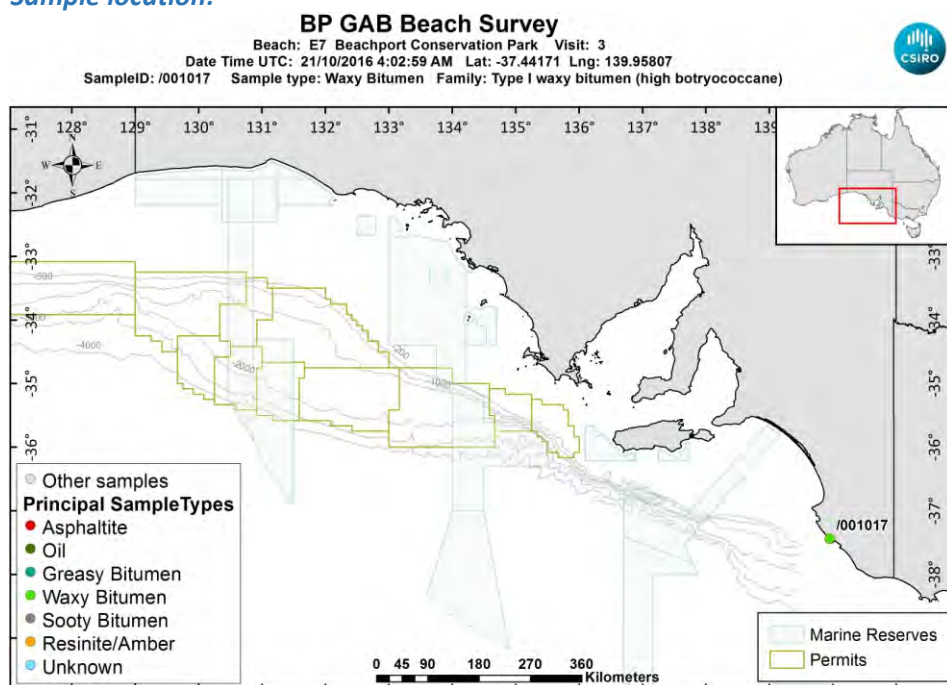 Sample location:
BP GAB Beach Survey
Beach: E7 Beachport Conservation Park Visit: 3
Date Time UTC: 21/10/2016 4:02:59 AM Lat: -37.44171 Lng: 139.95807
SampleID: /001017 Sample type: Waxy Bitumen Family: Type I waxy bitumen (high botryococcane)
CSIRO
128° 129° 130° 131° 132° 133° 134° 135° 136° 137° 138° 139
-31°
-32°
-33°
-34°
-35°
-36°
-37°
-38°
N
W E
S
-31°
-32°
-33°
-34°
-35°
-36°
-37°
-38°
-4000
-2000
-200
-1000
/001017
Other samples
Principal SampleTypes
Asphaltite
Oil
Greasy Bitumen
Waxy Bitumen
Sooty Bitumen
Resinite/Amber
Unknown
0 45 90 180 270 360
Kilometers
Marine Reserves
Permits